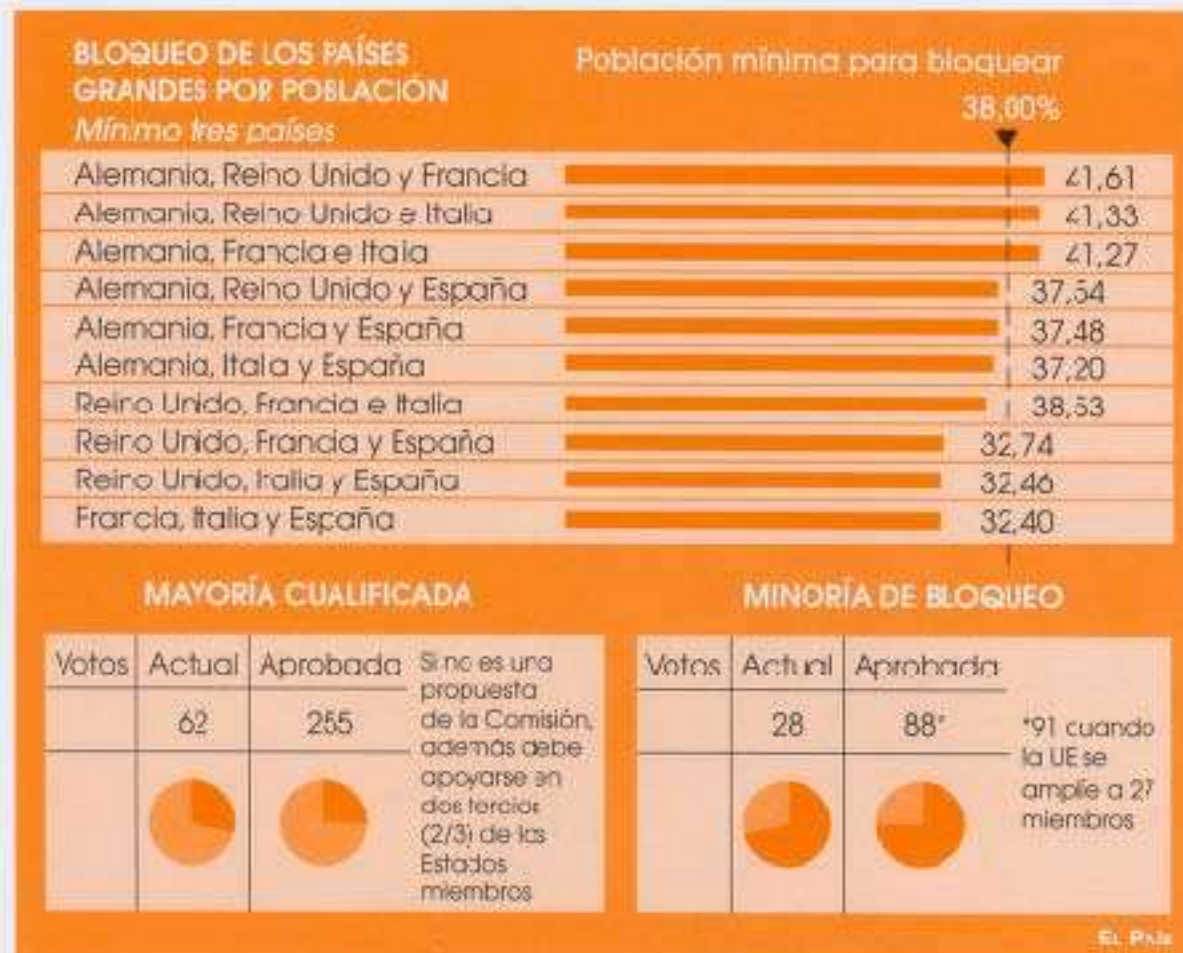 BLOQUEO DE LOS PAÍSES
GRANDES POR POBLACIÓN
Mínimo tres países
Población mínima para bloquear
38,00%
Alemania, Reino Unido y Francia 41,61
Alemania, Reino Unido e Italia 41,33
Alemania, Francia e Italia 41,27
Alemania, Reino Unido y España 37,54
Alemania, Francia y España 37,48
Alemania, Italia y España 37,20
Reino Unido, Francia e Italia 38,53
Reino Unido, Francia y España 32,74
Reino Unido, Italia y España 32,46
Francia, Italia y España 32,40
MAYORÍA CUALIFICADA
Votos Actual Aprobada
62 255
Si no es una
propuesta
de la Comisión,
además debe
apoyarse en
dos tercios
(2/3) de los
Estados
miembros
MINORÍA DE BLOQUEO
Votos Actual Aprobada
28 88*
*91 cuando
la UE se
amplíe a 27
miembros
EL PAÍS